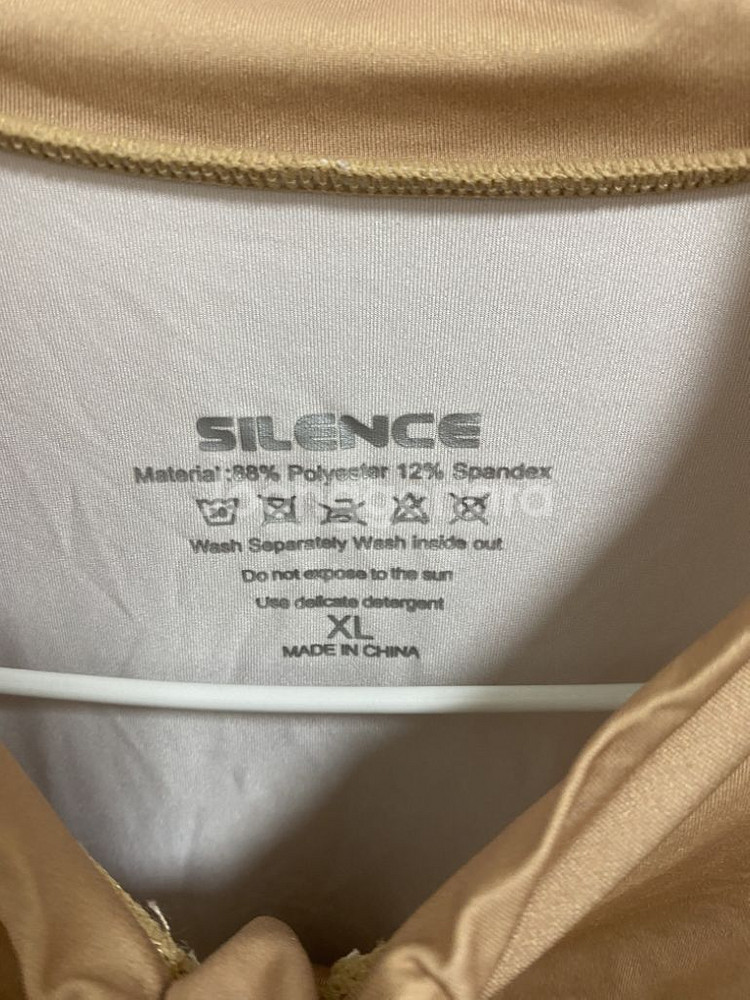 SILENCE
Material :88% Polyester 12% Spandex
Wash Separately Wash inside out
Do not expose to the sun
Use delicate detergent
XL
MADE IN CHINA